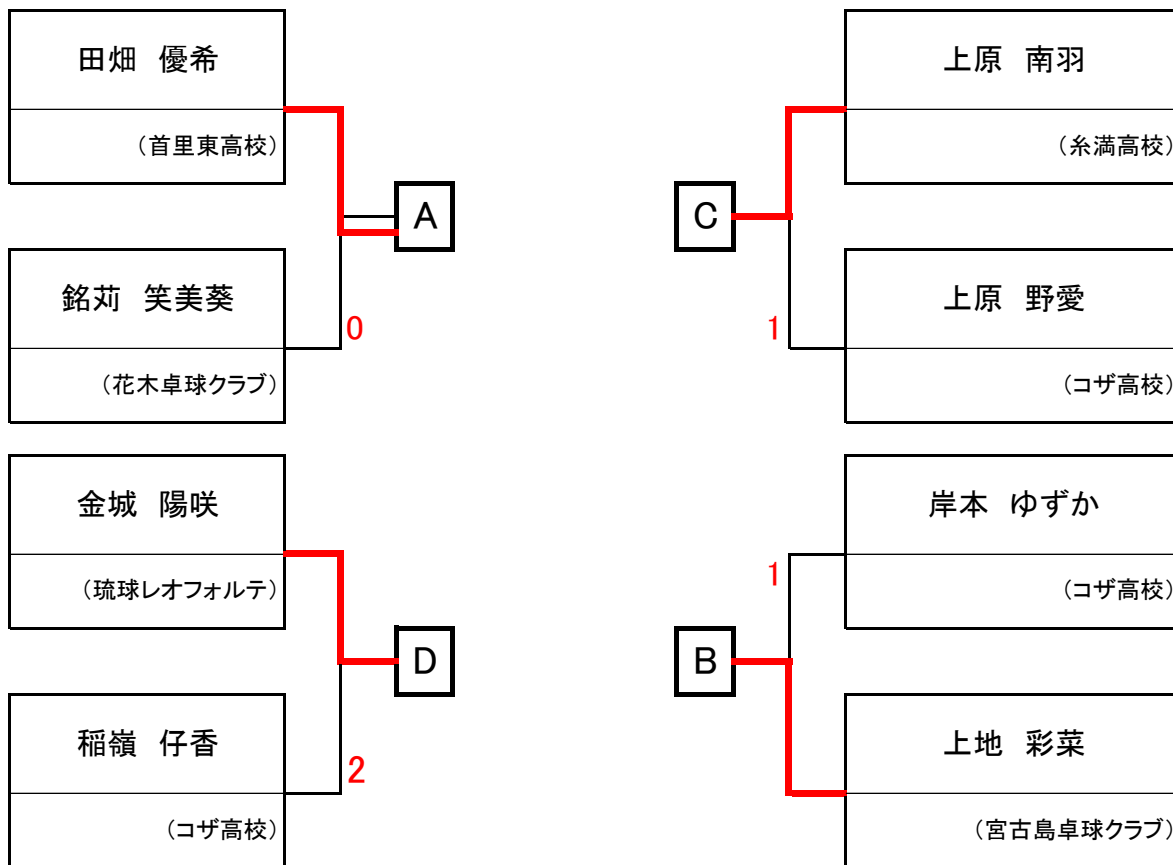 田畑 優希
(首里東高校)
A
銘苅 笑美葵
0
(花木卓球クラブ)
金城 陽咲
(琉球レオフォルテ)
D
稲嶺 仔香
2
(コザ高校)
上原 南羽
(糸満高校)
C
上原 野愛
1
(コザ高校)
岸本 ゆずか
1
(コザ高校)
B
上地 彩菜
(宮古島卓球クラブ)